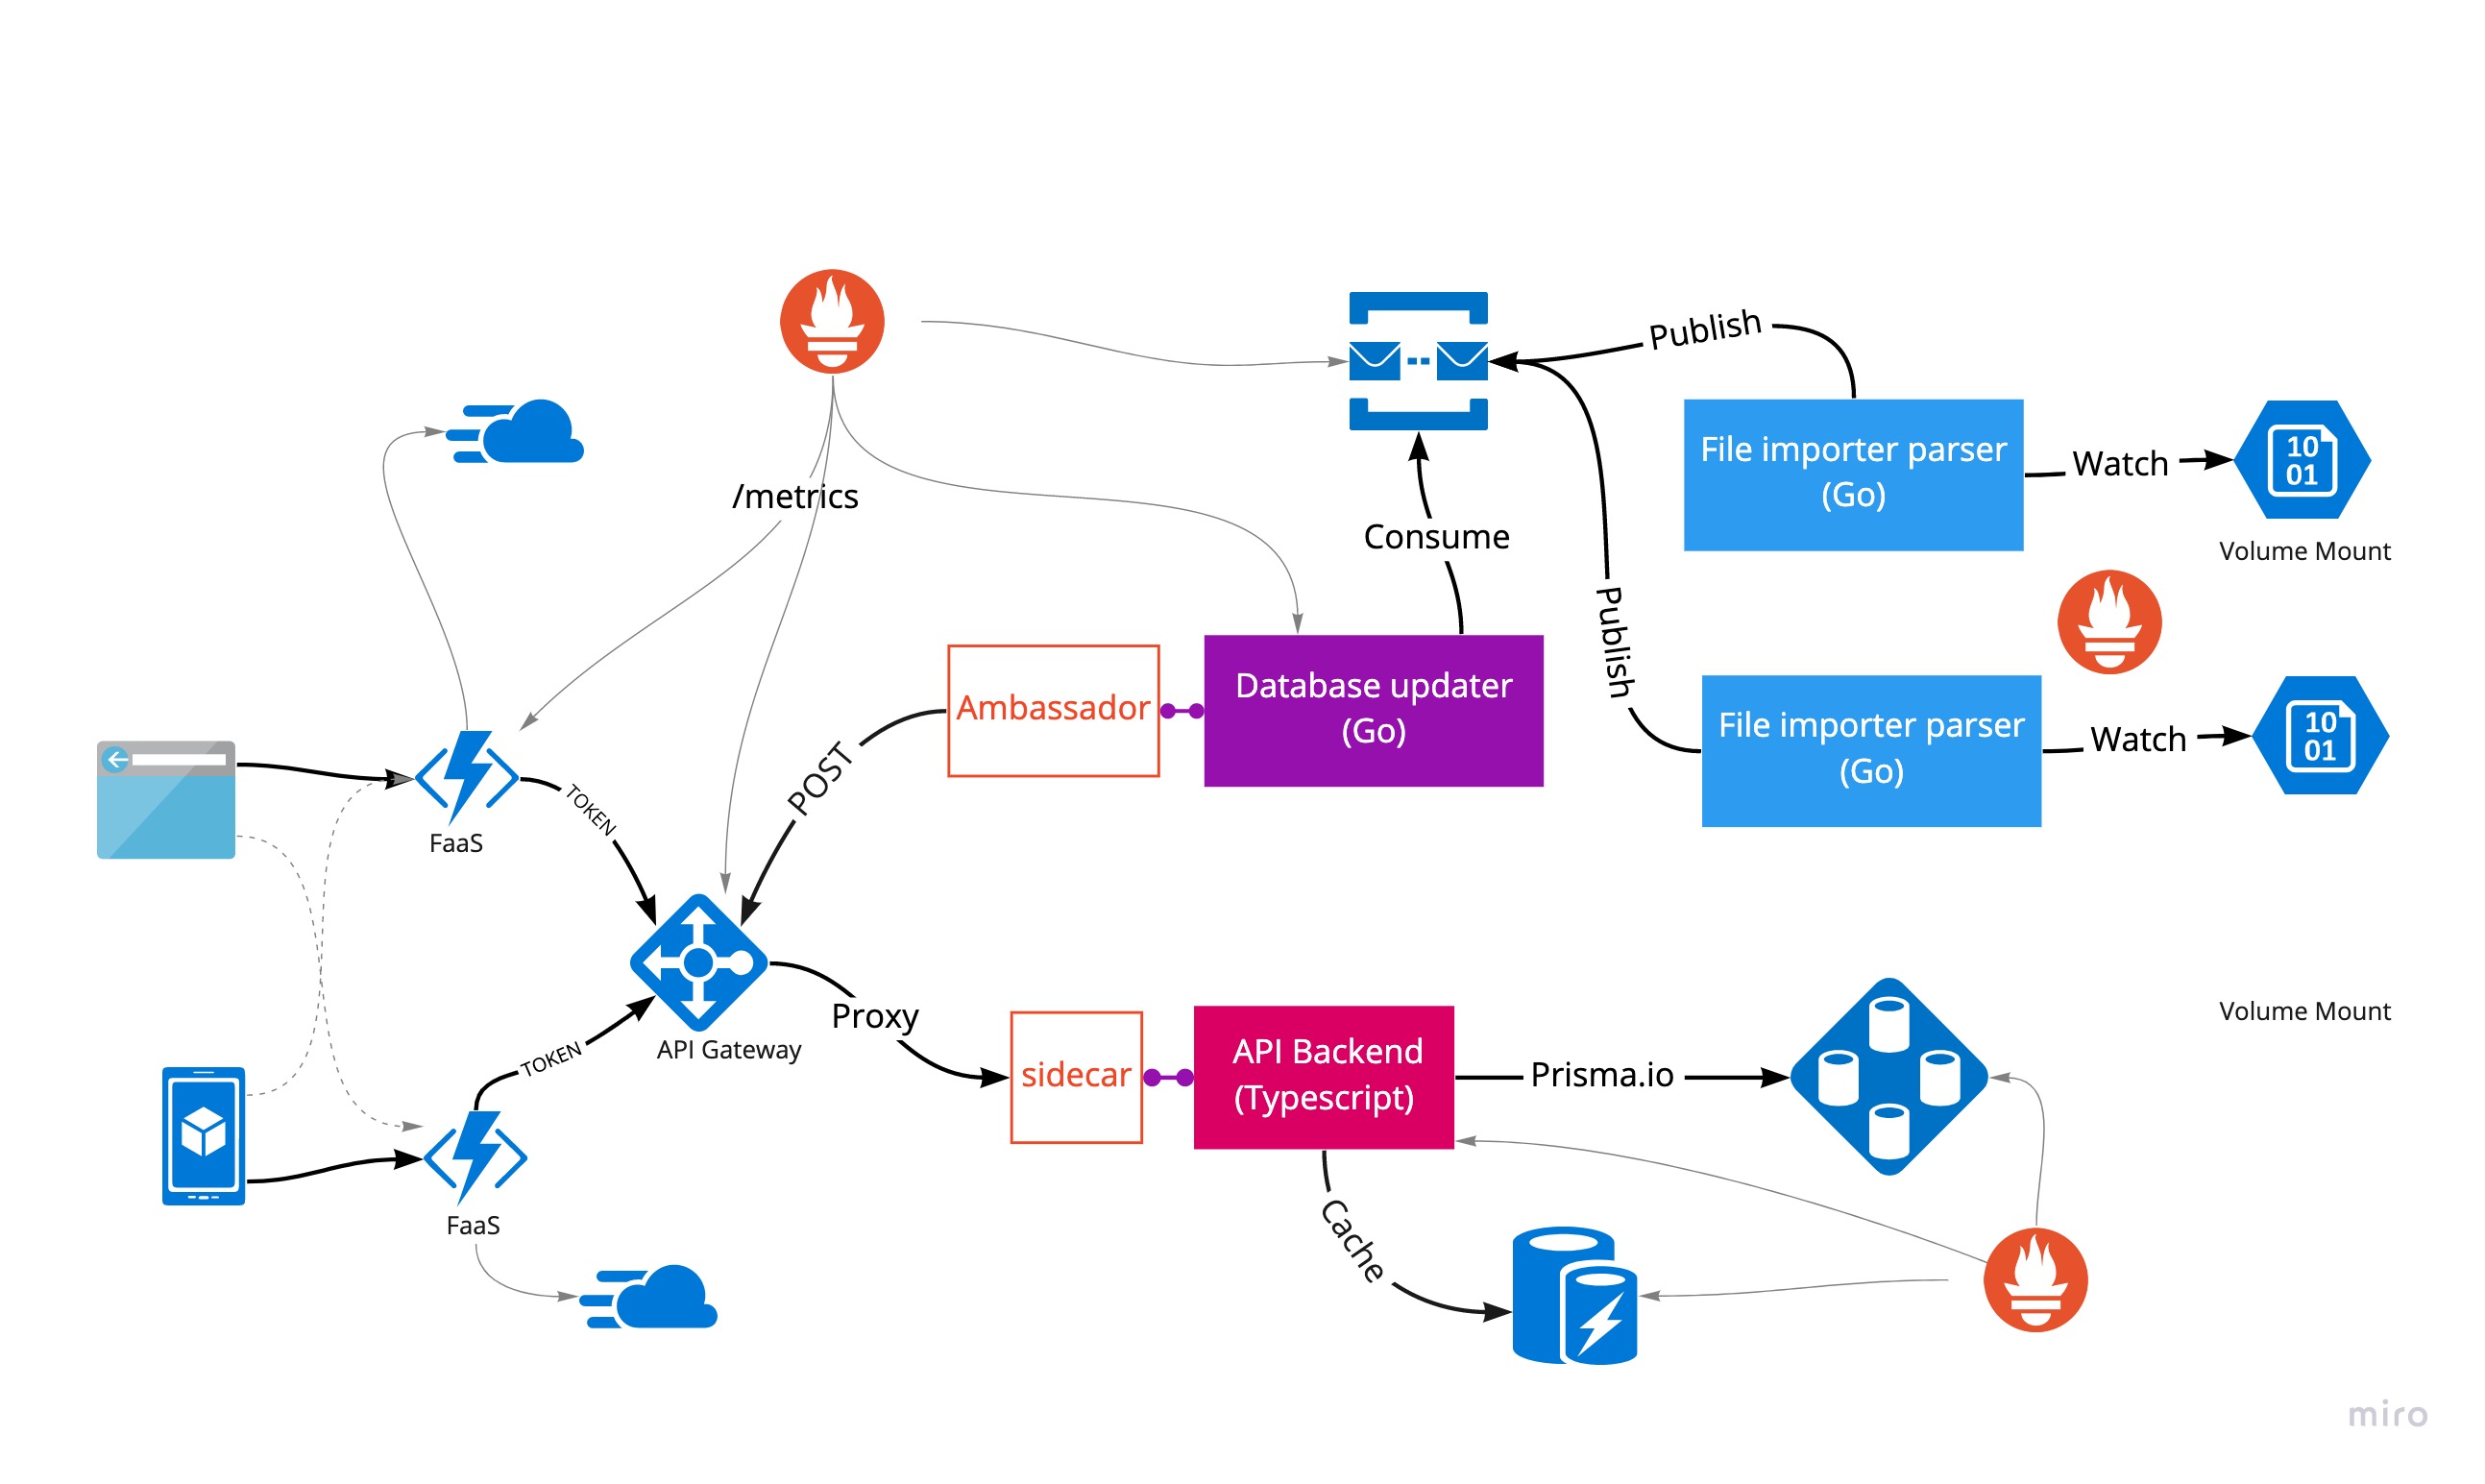 Publish
File importer parser
(Go)
Watch
10
01
Volume Mount
/metrics
Consume
Publish
Ambassador
Database updater
(Go)
File importer parser
(Go)
Watch
10
01
POST
TOKEN
FaaS
API Gateway
Proxy
TOKEN
FaaS
sidecar
API Backend
(Typescript)
Prisma.io
Volume Mount
Cache
miro